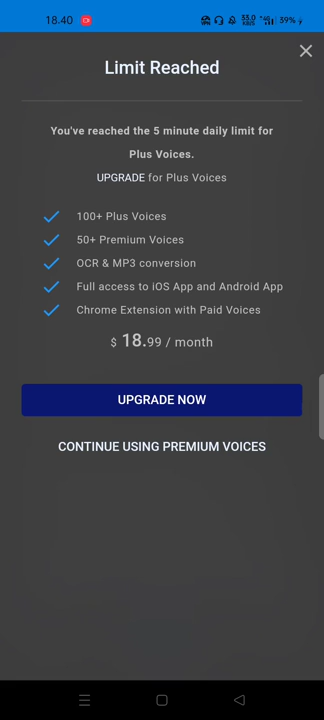 18.40 59%
Limit Reached
You've reached the 5 minute daily limit for
Plus Voices.
UPGRADE for Plus Voices
100+ Plus Voices
50+ Premium Voices
OCR & MP3 conversion
Full access to iOS App and Android App
Chrome Extension with Paid Voices
$ 18.99 / month
UPGRADE NOW
CONTINUE USING PREMIUM VOICES